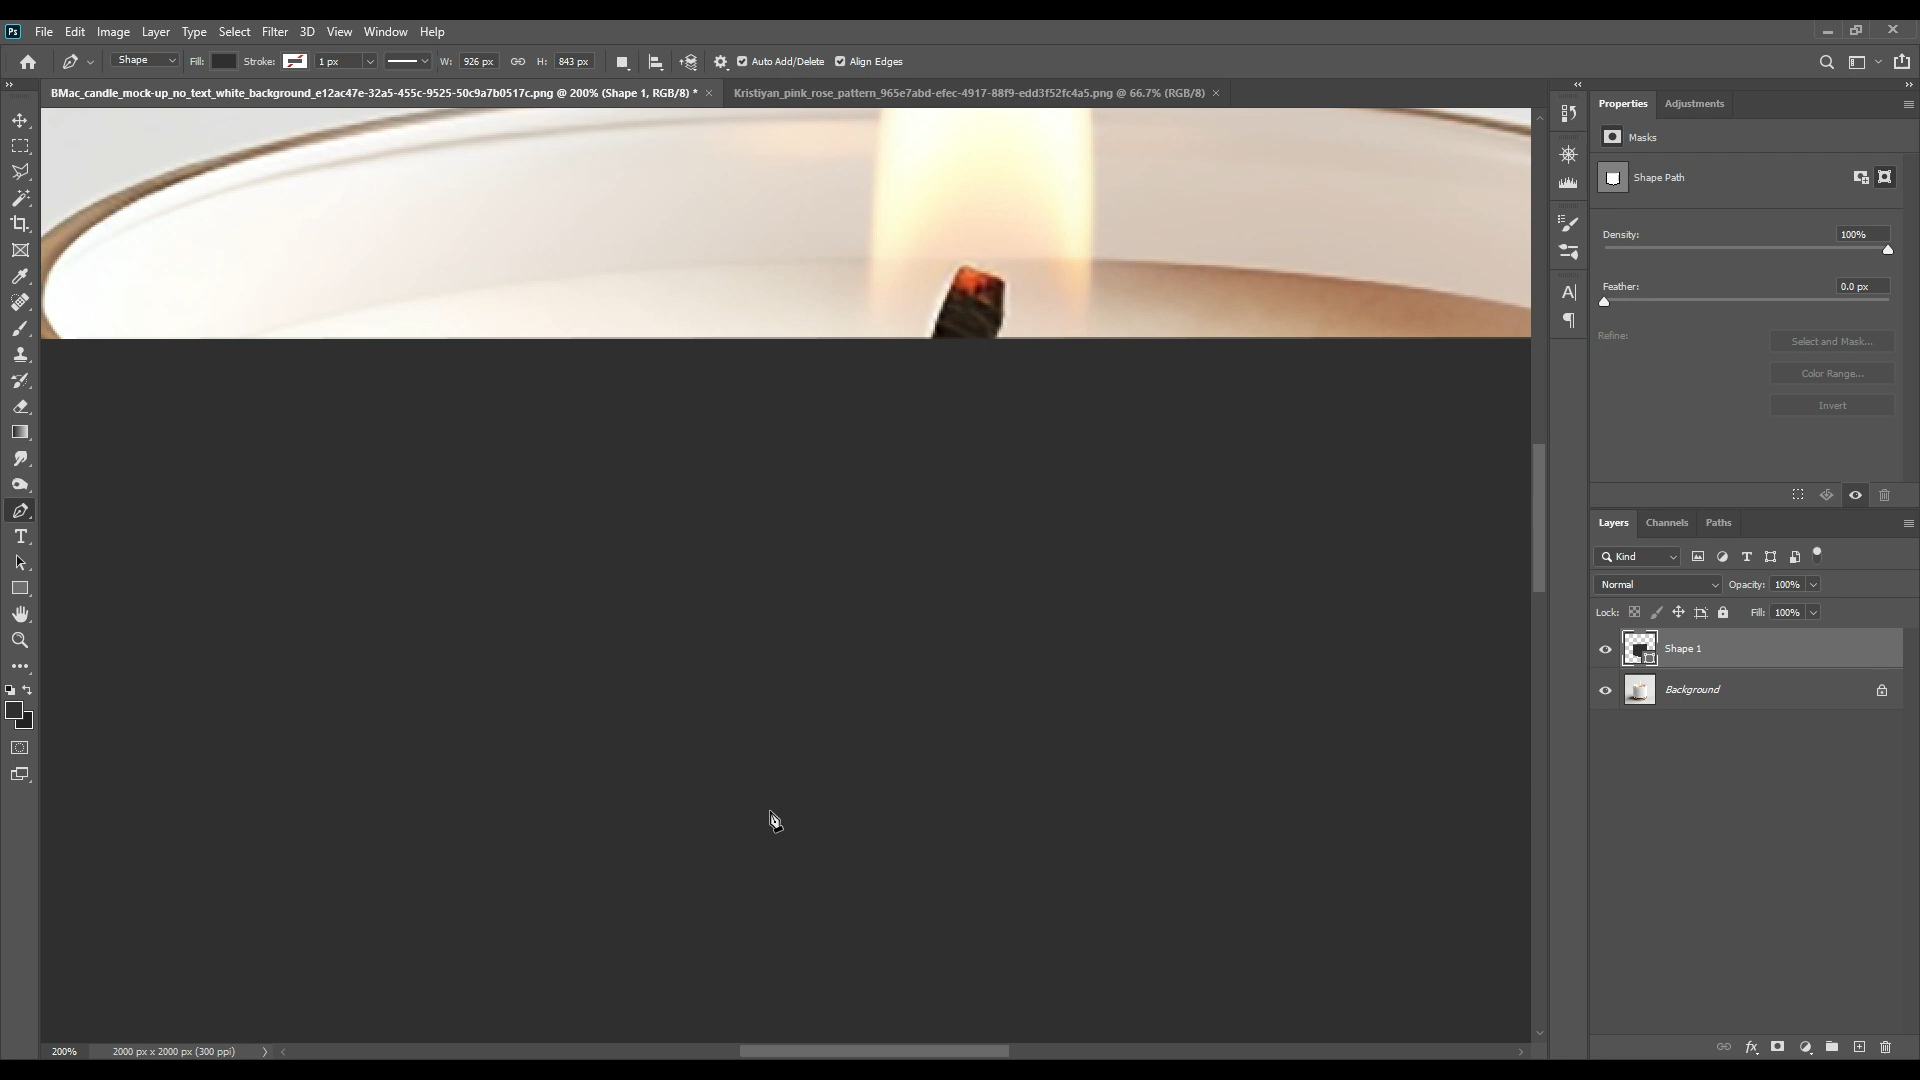 Ps File Edit Image Layer Type Select Filter 3D View Window Help
Shape Fill: Stroke: 1 px W: 926 px H: 843 px Auto Add/Delete Align Edges
BMac_candle_mock-up_no_text_white_background_e12ac47e-32a5-455c-9525-50c9a7b0517c.png @ 200% (Shape 1, RGB/8) * × Kristiyan_pink_rose_pattern_965e7abd-efec-4917-88f9-edd3f52fc4a5.png @ 66.7% (RGB/8) ×
Properties Adjustments
Masks
Shape Path
Density: 100%
Feather: 0.0 px
Refine: Select and Mask...
Color Range...
Invert
Layers Channels Paths
Kind
Normal Opacity: 100%
Lock: Fill: 100%
Shape 1
Background
200% 2000 px x 2000 px (300 ppi)